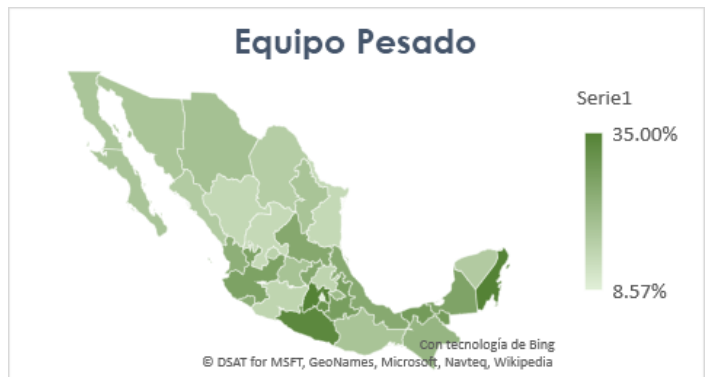 Equipo Pesado
Serie1
35.00%
8.57%
Con tecnología de Bing
© DSAT for MSFT, GeoNames, Microsoft, Navteq, Wikipedia